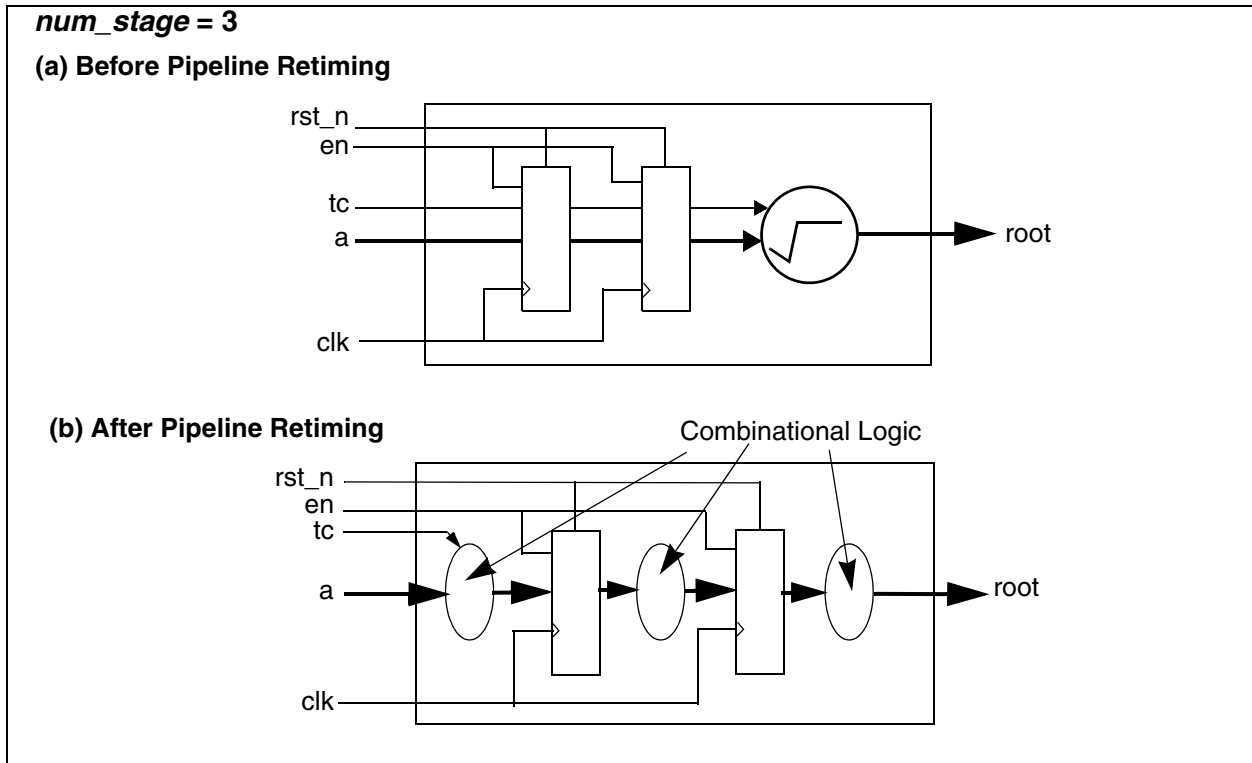 num_stage = 3
(a) Before Pipeline Retiming
rst_n
en
tc
a
root
clk
(b) After Pipeline Retiming
Combinational Logic
rst_n
en
tc
a
root
clk